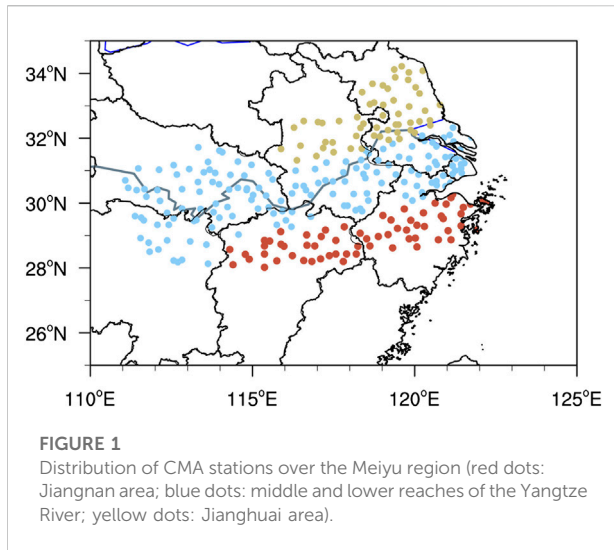 34°N
32°N
30°N
28°N
26°N
110°E 115°E 120°E 125°E
FIGURE 1
Distribution of CMA stations over the Meiyu region (red dots:
Jiangnan area; blue dots: middle and lower reaches of the Yangtze
River; yellow dots: Jianghuai area).